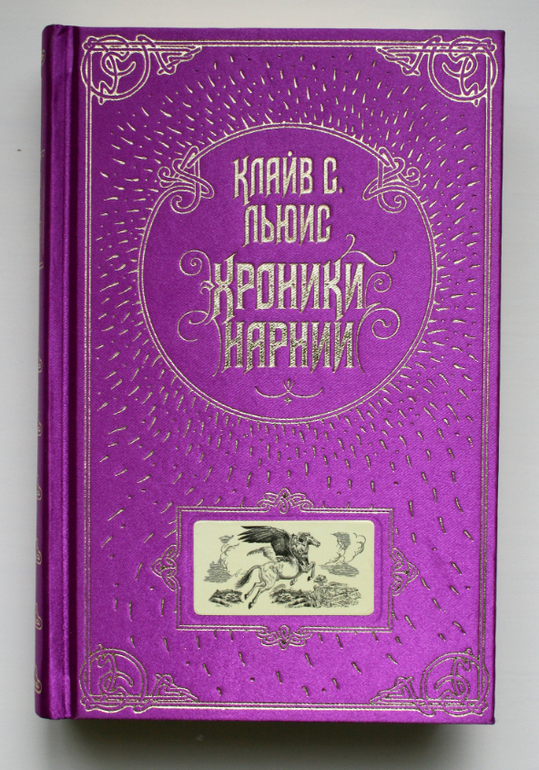 Клайв С.
Льюис
Хроники
Нарнии